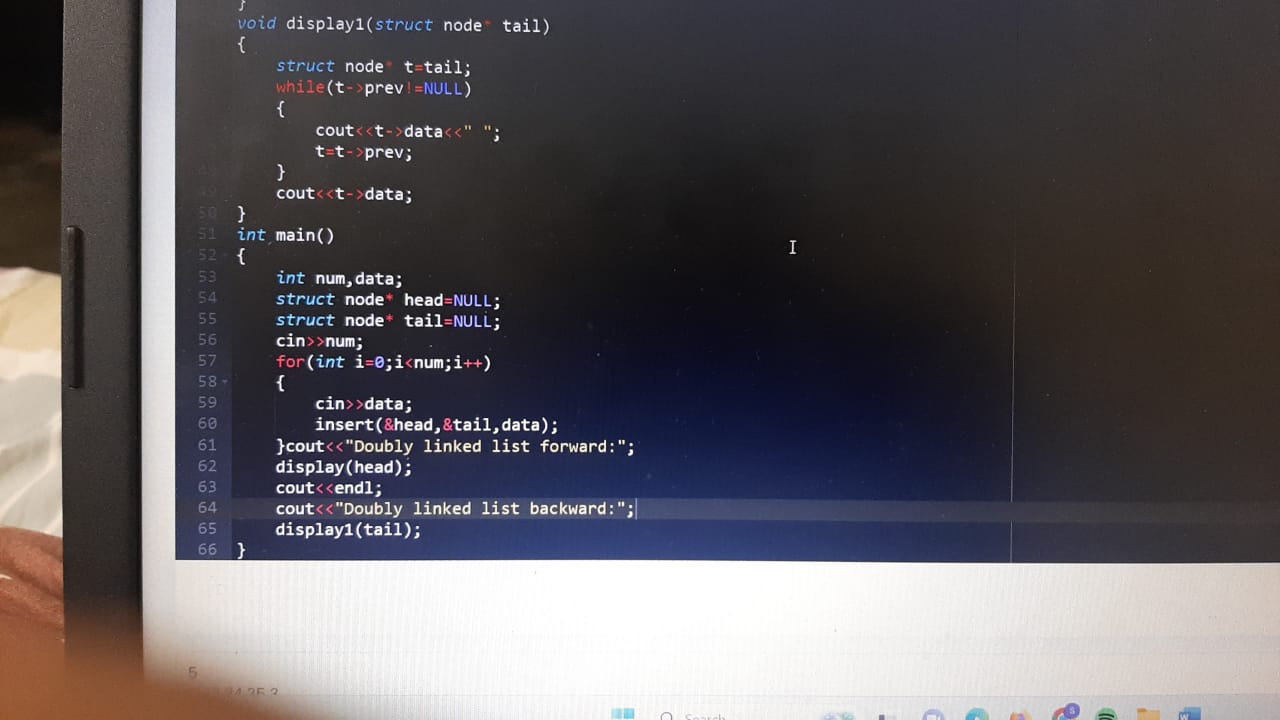 }
void display1(struct node* tail)
{
struct node* t=tail;
while(t->prev!=NULL)
{
cout<<t->data<<" ";
t=t->prev;
}
49 cout<<t->data;
50 }
51 int main()
52 {
53 int num,data;
54 struct node* head=NULL;
55 struct node* tail=NULL;
56 cin>>num;
57 for(int i=0;i<num;i++)
58 {
59 cin>>data;
60 insert(&head,&tail,data);
61 }cout<<"Doubly linked list forward:";
62 display(head);
63 cout<<endl;
64 cout<<"Doubly linked list backward:";
65 display1(tail);
66 }
5
Search